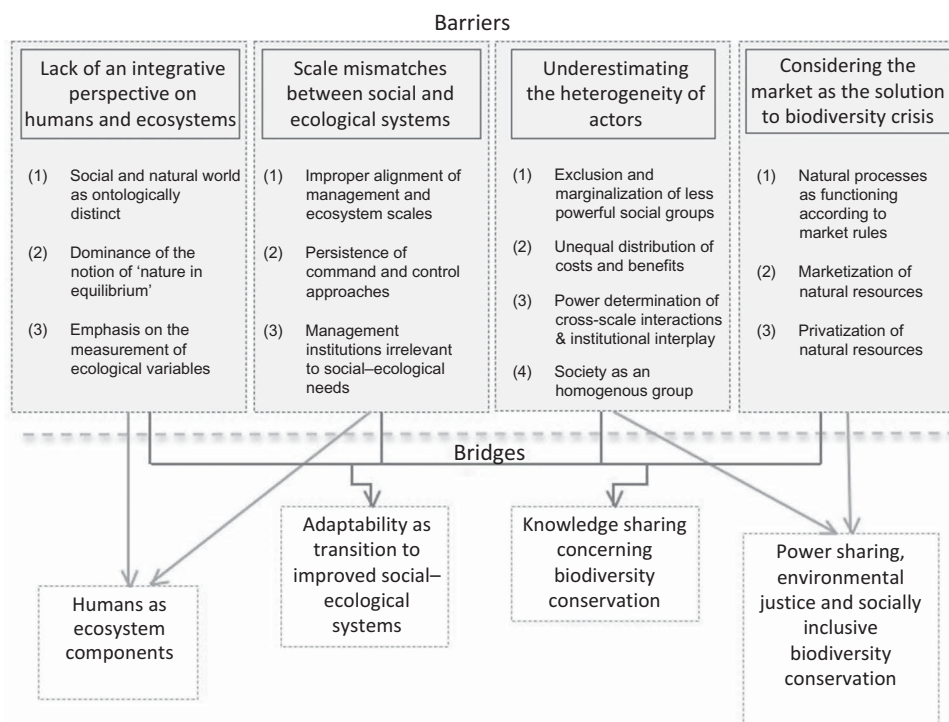 Barriers
Lack of an integrative
perspective on
humans and ecosystems
(1) Social and natural world
as ontologically
distinct
(2) Dominance of the
notion of ‘nature in
equilibrium’
(3) Emphasis on the
measurement of
ecological variables
Scale mismatches
between social and
ecological systems
(1) Improper alignment of
management and
ecosystem scales
(2) Persistence of
command and control
approaches
(3) Management
institutions irrelevant
to social–ecological
needs
Underestimating
the heterogeneity of
actors
(1) Exclusion and
marginalization of less
powerful social groups
(2) Unequal distribution of
costs and benefits
(3) Power determination of
cross-scale interactions
& institutional interplay
(4) Society as an
homogenous group
Considering the
market as the solution
to biodiversity crisis
(1) Natural processes
as functioning
according to
market rules
(2) Marketization of
natural resources
(3) Privatization of
natural resources
Bridges
Humans as
ecosystem
components
Adaptability as
transition to
improved social–
ecological
systems
Knowledge sharing
concerning
biodiversity
conservation
Power sharing,
environmental
justice and socially
inclusive
biodiversity
conservation